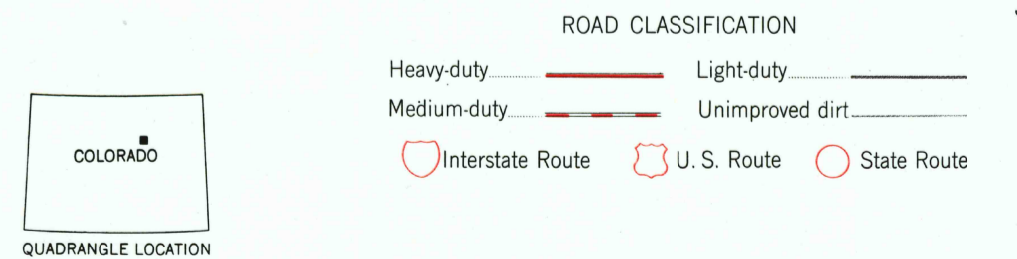 ROAD CLASSIFICATION
Heavy-duty
Light-duty
Medium-duty
Unimproved dirt
Interstate Route
U. S. Route
State Route
COLORADO
QUADRANGLE LOCATION